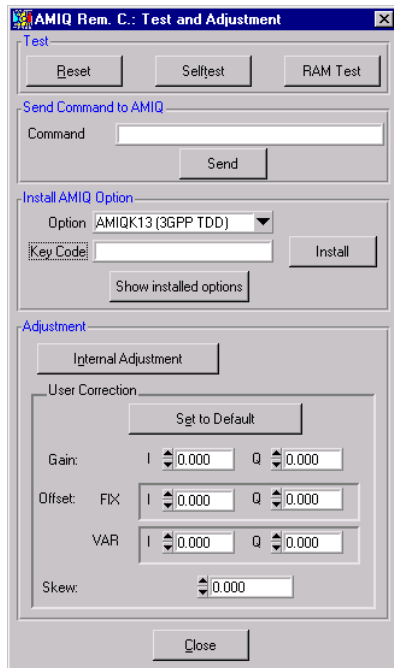 AMIQ Rem. C.: Test and Adjustment
Test
Reset Selftest RAM Test
Send Command to AMIQ
Command
Send
Install AMIQ Option
Option AMIQK13 (3GPP TDD)
Key Code Install
Show installed options
Adjustment
Internal Adjustment
User Correction
Set to Default
Gain: I 0.000 Q 0.000
Offset: FIX I 0.000 Q 0.000
VAR I 0.000 Q 0.000
Skew: 0.000
Close